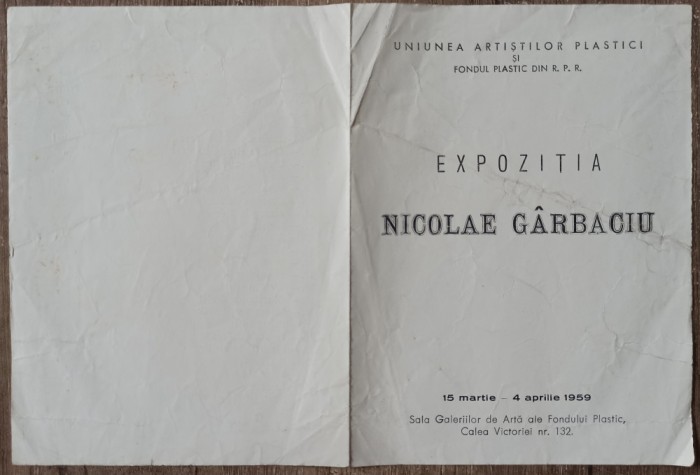 UNIUNEA ARTIȘTILOR PLASTICI
ȘI
FONDUL PLASTIC DIN R. P. R.
EXPOZIȚIA
NICOLAE GÂRBACIU
15 martie – 4 aprilie 1959
Sala Galeriilor de Artă ale Fondului Plastic,
Calea Victoriei nr. 132.